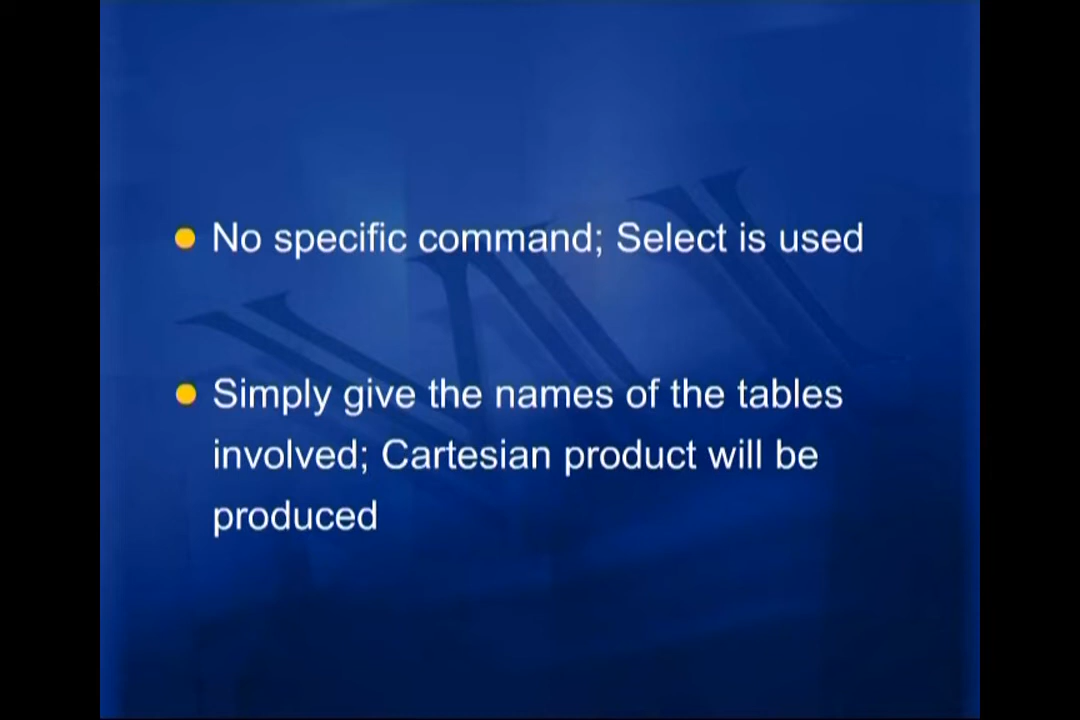 No specific command; Select is used
Simply give the names of the tables
involved; Cartesian product will be
produced